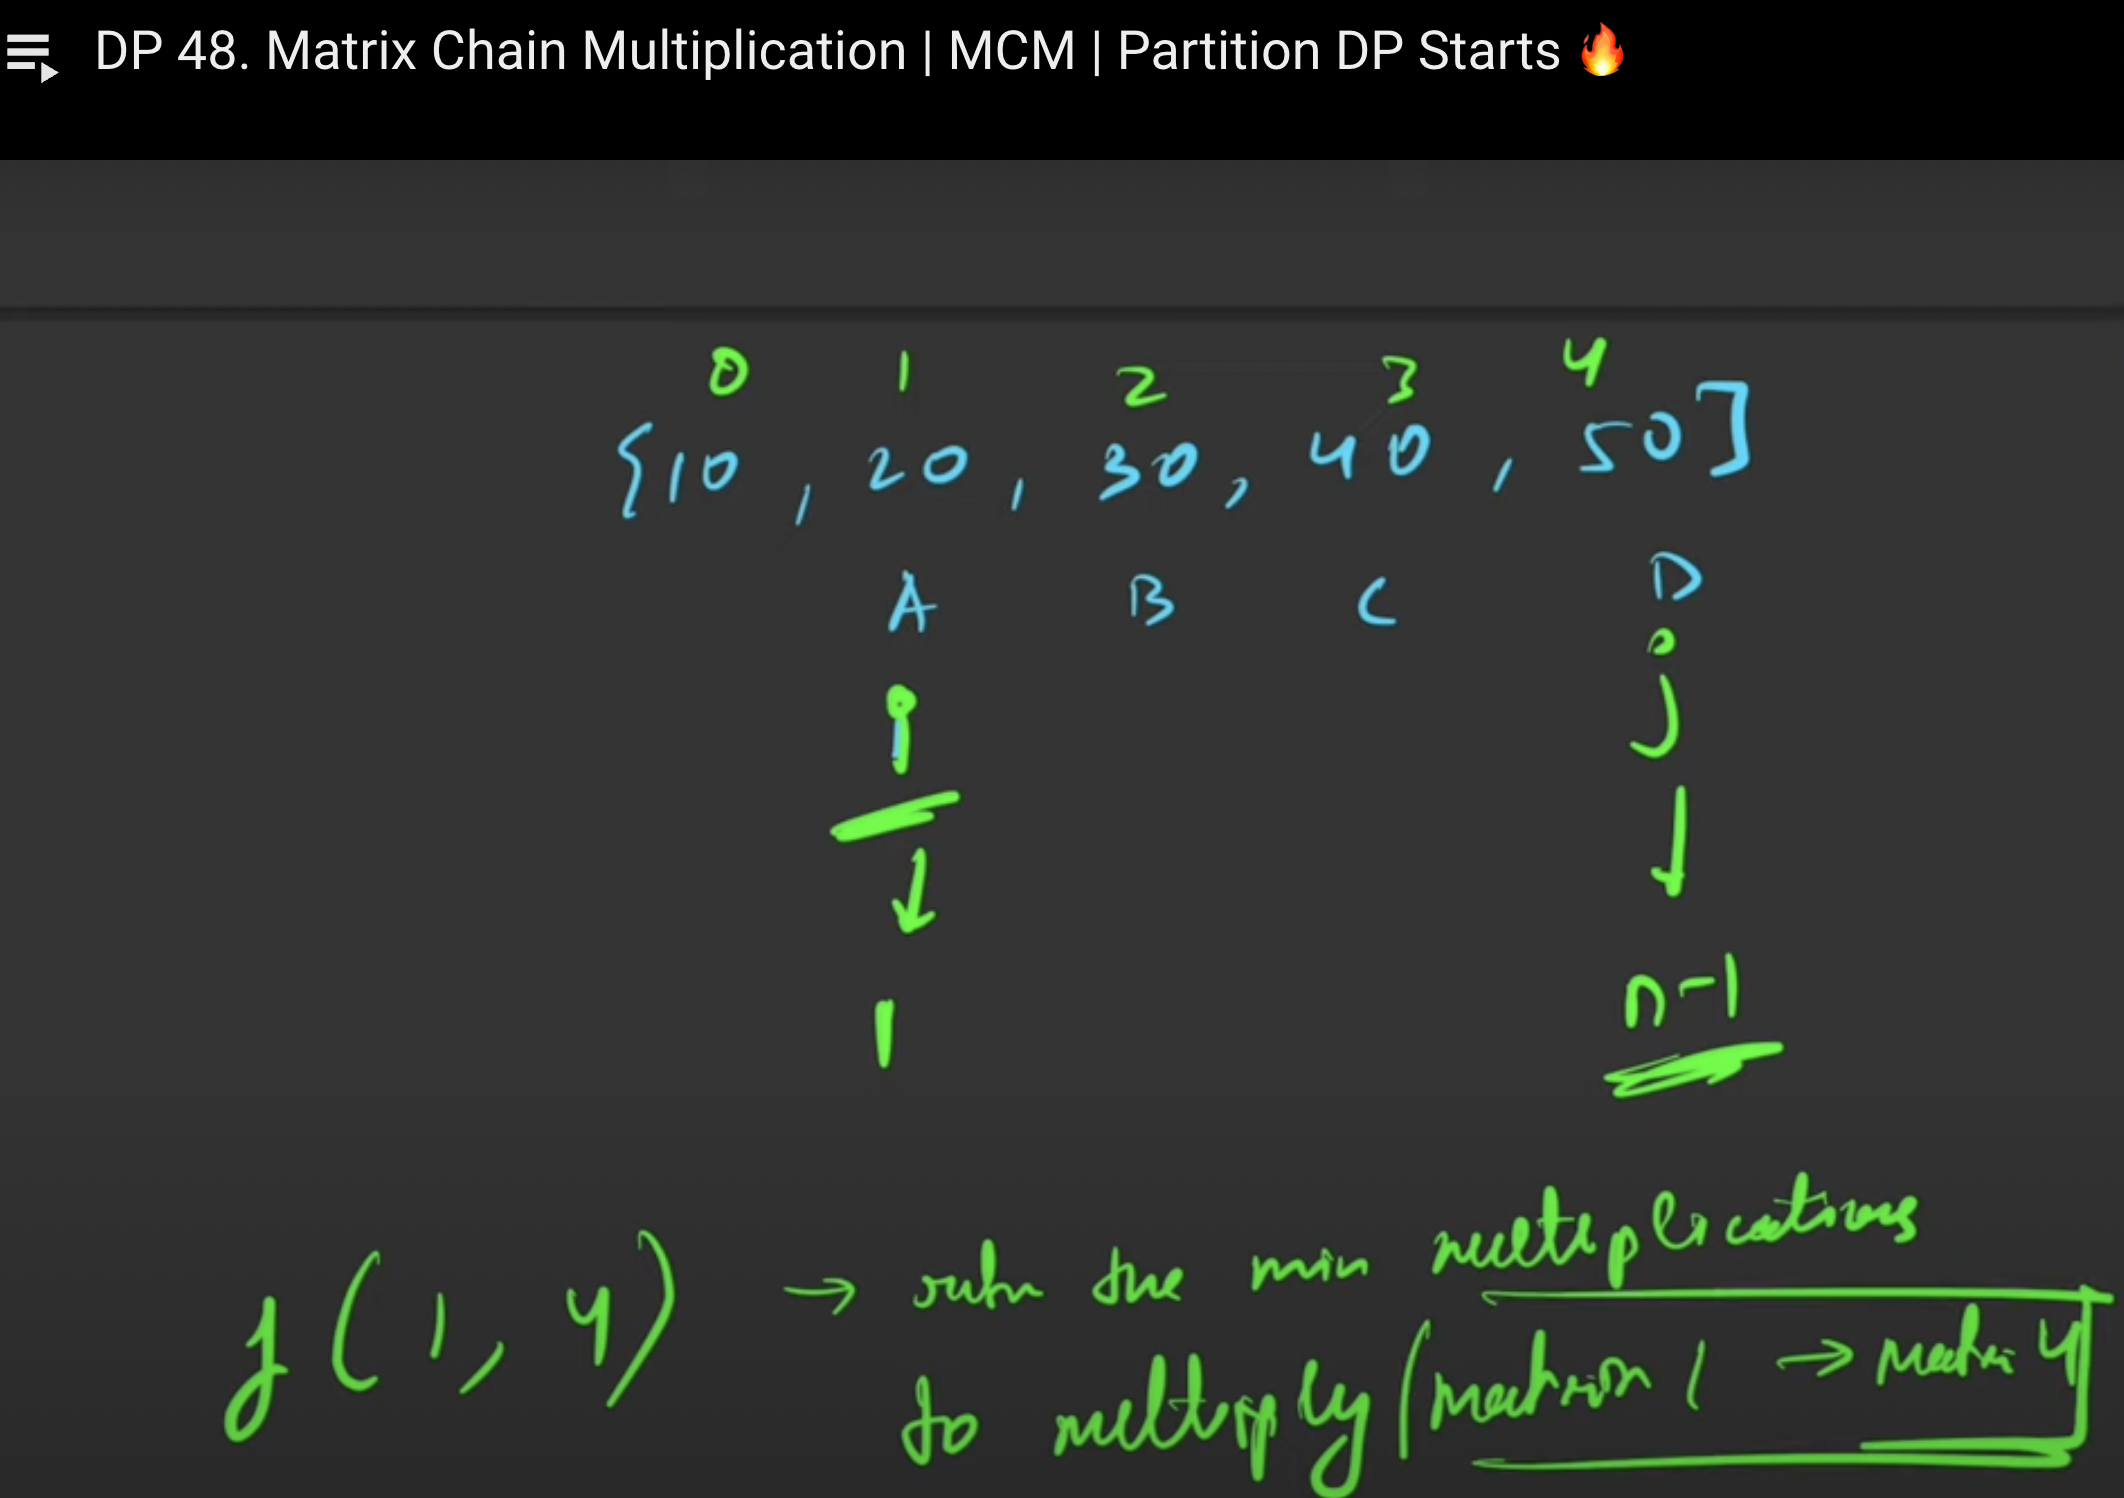 DP 48. Matrix Chain Multiplication | MCM | Partition DP Starts 🔥
0 1 2 3 4
{10, 20, 30, 40, 50]
A B C D
i j
1 n-1
f(1, 4) → return the min multiplications
to multiply (matrix 1 → matrix 4]